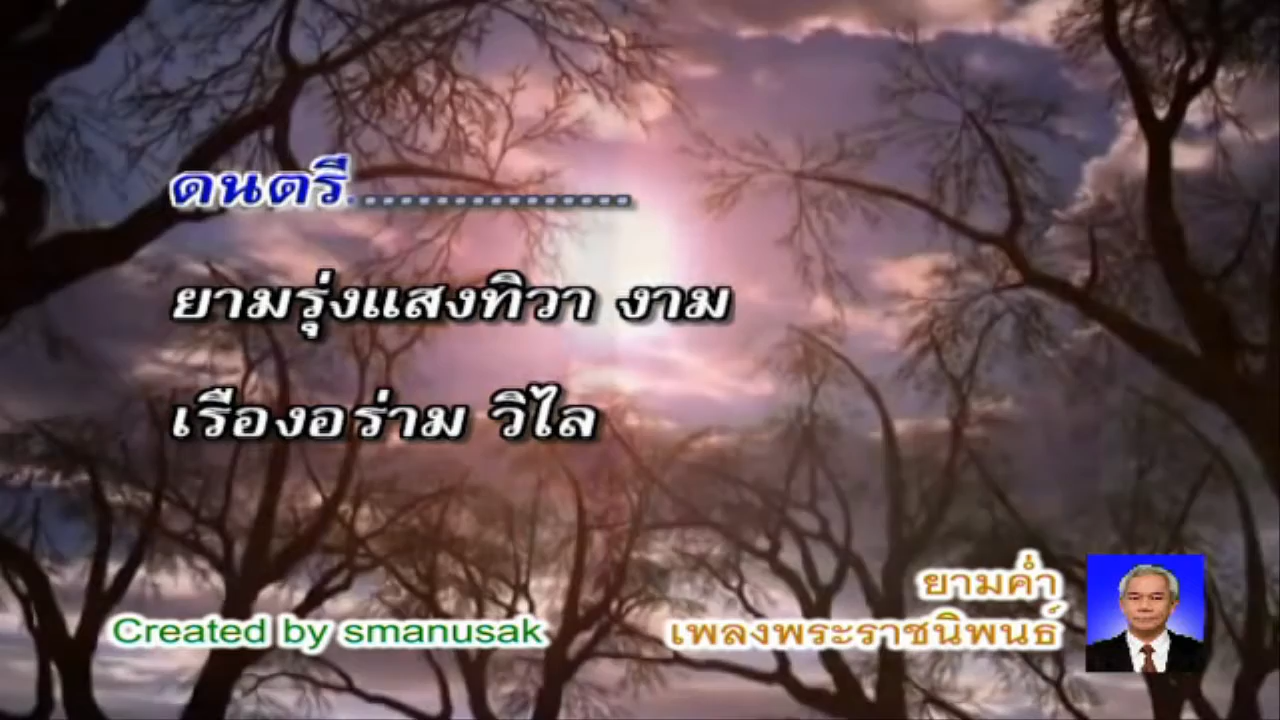 ดนตรี................
ยามรุ่งแสงทิวา งาม
เรืองอร่าม วิไล
ยามค่ำ
Created by smanusak เพลงพระราชนิพนธ์